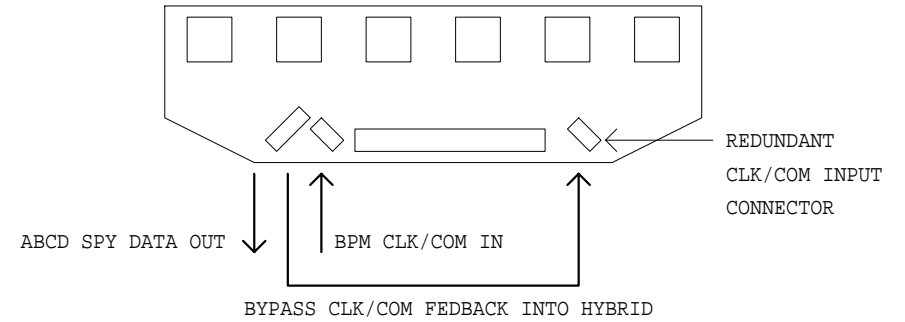 REDUNDANT
CLK/COM INPUT
CONNECTOR
ABCD SPY DATA OUT
BPM CLK/COM IN
BYPASS CLK/COM FEDBACK INTO HYBRID